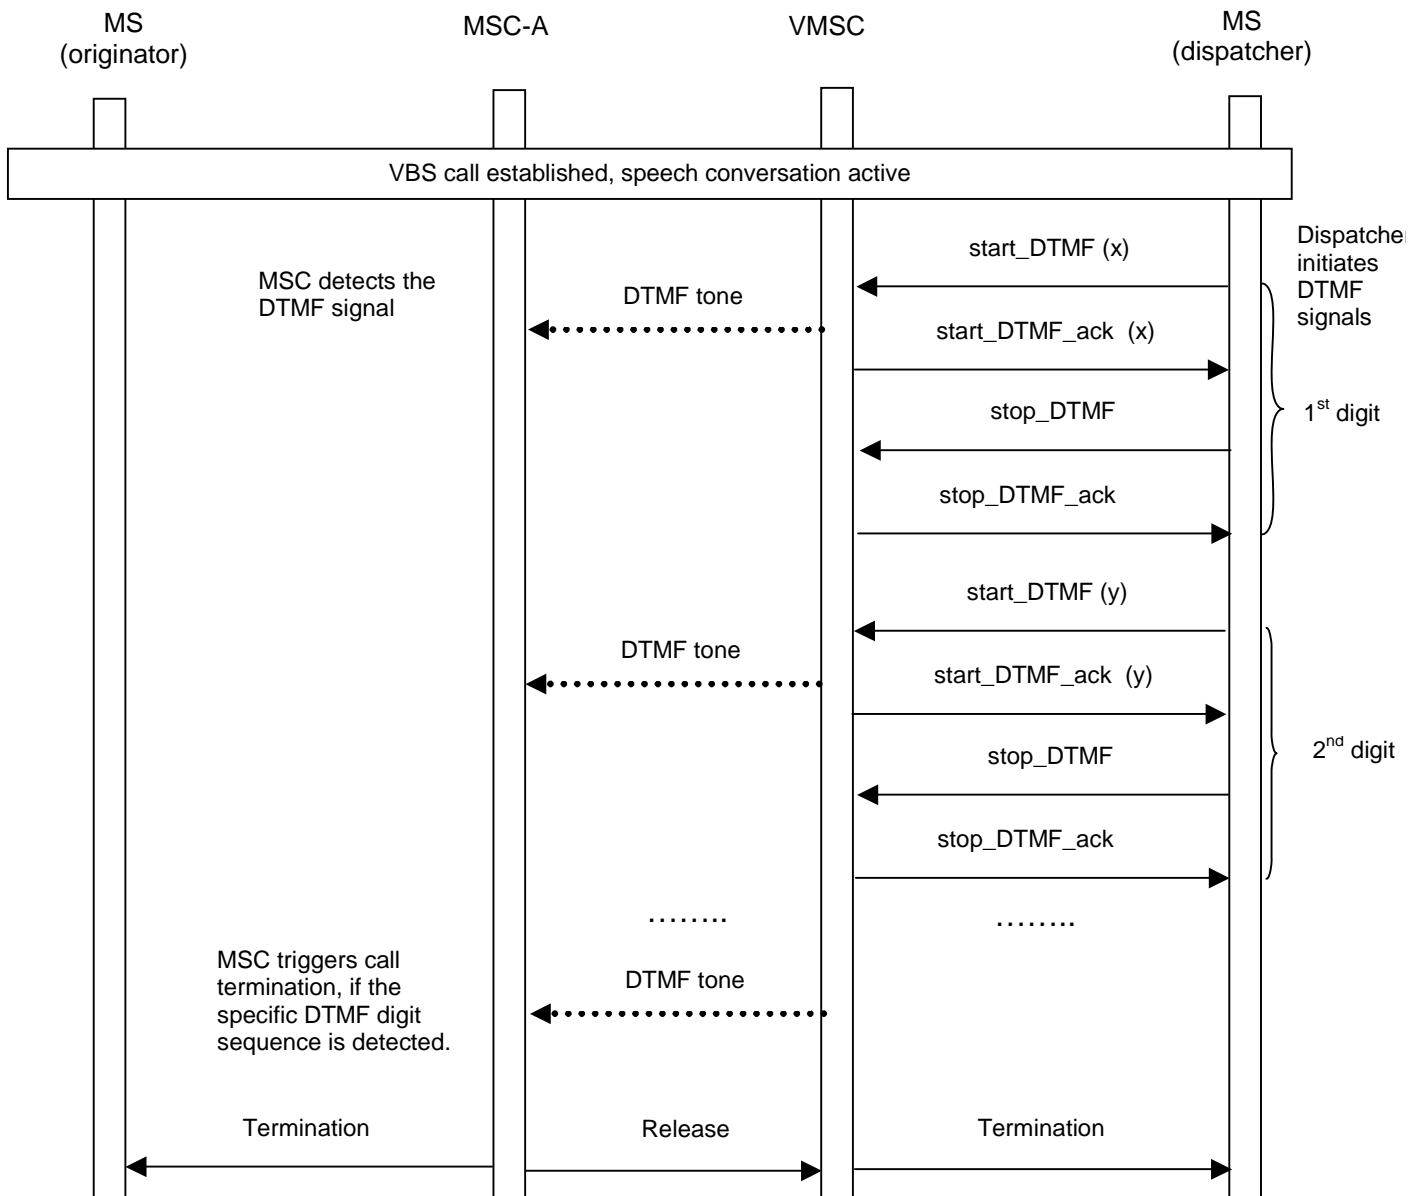 MS
(originator)
MSC-A
VMSC
MS
(dispatcher)
VBS call established, speech conversation active
start_DTMF (x)
Dispatcher
initiates
DTMF
signals
MSC detects the
DTMF signal
DTMF tone
start_DTMF_ack (x)
stop_DTMF
1st digit
stop_DTMF_ack
start_DTMF (y)
DTMF tone
start_DTMF_ack (y)
stop_DTMF
2nd digit
stop_DTMF_ack
........
........
MSC triggers call
termination, if the
specific DTMF digit
sequence is detected.
DTMF tone
Termination
Release
Termination